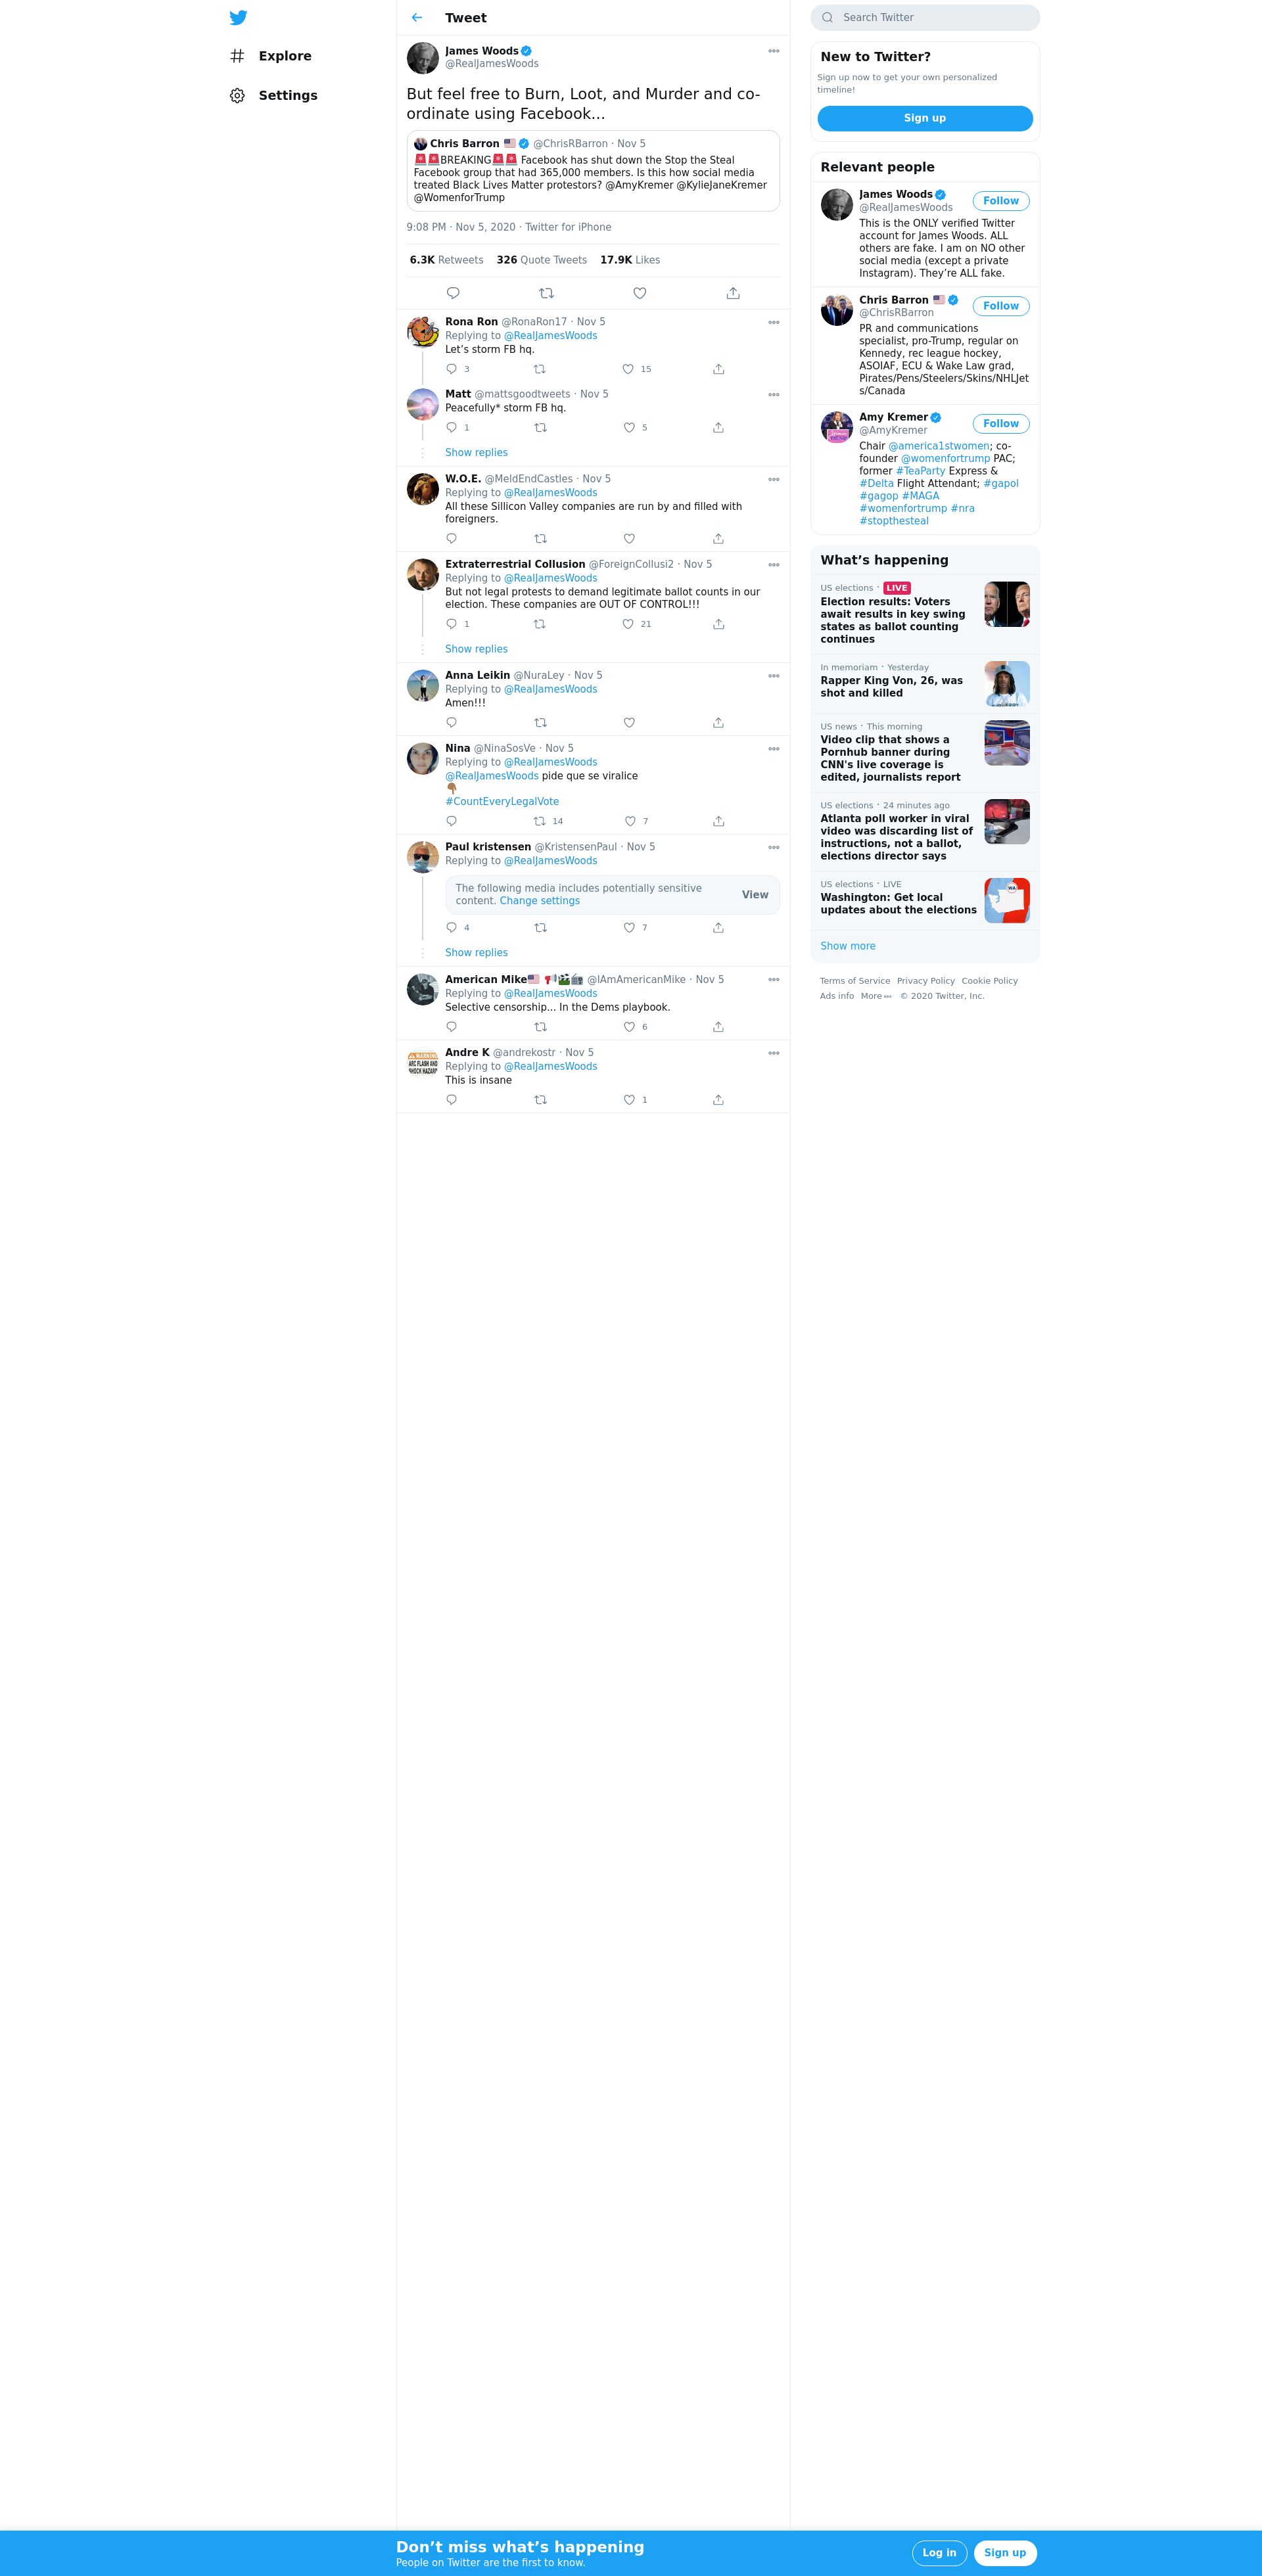 Explore
Settings
Tweet
James Woods
@RealJamesWoods
But feel free to Burn, Loot, and Murder and co-
ordinate using Facebook...
Chris Barron 🇺🇸 @ChrisRBarron · Nov 5
🚨🚨BREAKING🚨🚨 Facebook has shut down the Stop the Steal
Facebook group that had 365,000 members. Is this how social media
treated Black Lives Matter protestors? @AmyKremer @KylieJaneKremer
@WomenforTrump
9:08 PM · Nov 5, 2020 · Twitter for iPhone
6.3K Retweets 326 Quote Tweets 17.9K Likes
Rona Ron @RonaRon17 · Nov 5
Replying to @RealJamesWoods
Let’s storm FB hq.
3 15
Matt @mattsgoodtweets · Nov 5
Peacefully* storm FB hq.
1 5
Show replies
W.O.E. @MeldEndCastles · Nov 5
Replying to @RealJamesWoods
All these Sillicon Valley companies are run by and filled with
foreigners.
Extraterrestrial Collusion @ForeignCollusi2 · Nov 5
Replying to @RealJamesWoods
But not legal protests to demand legitimate ballot counts in our
election. These companies are OUT OF CONTROL!!!
1 21
Show replies
Anna Leikin @NuraLey · Nov 5
Replying to @RealJamesWoods
Amen!!!
Nina @NinaSosVe · Nov 5
Replying to @RealJamesWoods
@RealJamesWoods pide que se viralice
👇🏾
#CountEveryLegalVote
14 7
Paul kristensen @KristensenPaul · Nov 5
Replying to @RealJamesWoods
The following media includes potentially sensitive
content. Change settings
View
4 7
Show replies
American Mike🇺🇸 📢🎬📽 @IAmAmericanMike · Nov 5
Replying to @RealJamesWoods
Selective censorship... In the Dems playbook.
6
WARNING
ARC FLASH AND
SHOCK HAZARD
Andre K @andrekostr · Nov 5
Replying to @RealJamesWoods
This is insane
1
Search Twitter
New to Twitter?
Sign up now to get your own personalized
timeline!
Sign up
Relevant people
James Woods
@RealJamesWoods
Follow
This is the ONLY verified Twitter
account for James Woods. ALL
others are fake. I am on NO other
social media (except a private
Instagram). They’re ALL fake.
Chris Barron 🇺🇸
@ChrisRBarron
Follow
PR and communications
specialist, pro-Trump, regular on
Kennedy, rec league hockey,
ASOIAF, ECU & Wake Law grad,
Pirates/Pens/Steelers/Skins/NHLJet
s/Canada
Amy Kremer
@AmyKremer
Follow
Chair @america1stwomen; co-
founder @womenfortrump PAC;
former #TeaParty Express &
#Delta Flight Attendant; #gapol
#gagop #MAGA
#womenfortrump #nra
#stopthesteal
What’s happening
US elections · LIVE
Election results: Voters
await results in key swing
states as ballot counting
continues
In memoriam · Yesterday
Rapper King Von, 26, was
shot and killed
US news · This morning
Video clip that shows a
Pornhub banner during
CNN's live coverage is
edited, journalists report
US elections · 24 minutes ago
Atlanta poll worker in viral
video was discarding list of
instructions, not a ballot,
elections director says
US elections · LIVE
Washington: Get local
updates about the elections
WA
Show more
Terms of Service Privacy Policy Cookie Policy
Ads info More © 2020 Twitter, Inc.
Don’t miss what’s happening
People on Twitter are the first to know.
Log in
Sign up